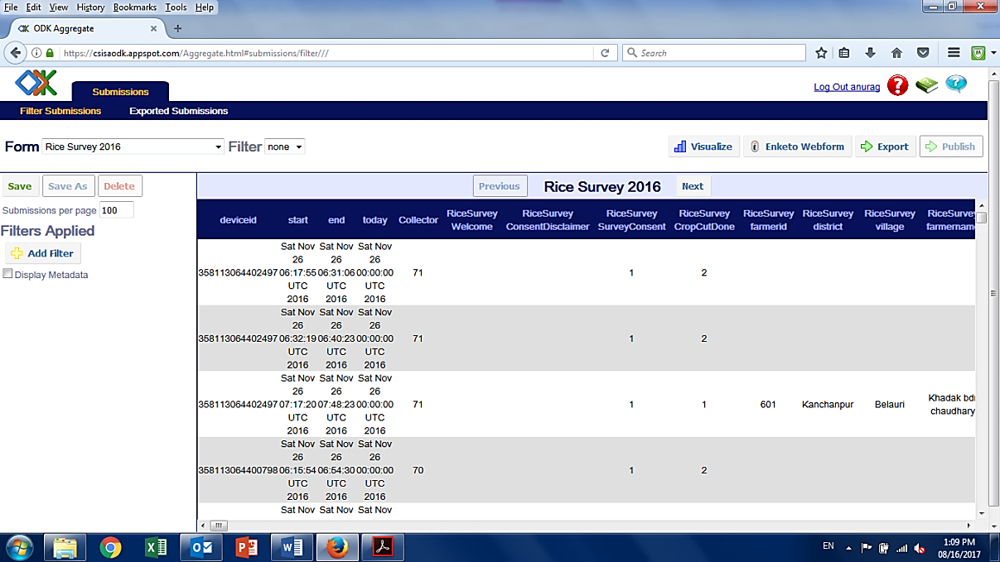 File Edit View History Bookmarks Tools Help
ODK Aggregate
https://csisaodk.appspot.com/Aggregate.html#submissions/filter///
Search
Submissions
Log Out anurag
Filter Submissions Exported Submissions
Form Rice Survey 2016 Filter none
Visualize Enketo Webform Export Publish
Save Save As Delete
Previous Rice Survey 2016 Next
Submissions per page 100
Filters Applied
Add Filter
Display Metadata
deviceid start end today Collector RiceSurvey Welcome RiceSurvey ConsentDisclaimer RiceSurvey SurveyConsent RiceSurvey CropCutDone RiceSurvey farmerid RiceSurvey district RiceSurvey village RiceSurvey farmername
Sat Nov Sat Nov Sat Nov
26 26 26
358113064402497 06:17:55 06:31:06 00:00:00 71 1 2
UTC UTC UTC
2016 2016 2016
Sat Nov Sat Nov Sat Nov
26 26 26
358113064402497 06:32:19 06:40:23 00:00:00 71 1 2
UTC UTC UTC
2016 2016 2016
Sat Nov Sat Nov Sat Nov
26 26 26
358113064402497 07:17:20 07:48:23 00:00:00 71 1 1 601 Kanchanpur Belauri Khadak bdr chaudhary
UTC UTC UTC
2016 2016 2016
Sat Nov Sat Nov Sat Nov
26 26 26
358113064400798 06:15:54 06:54:30 00:00:00 70 1 2
UTC UTC UTC
2016 2016 2016
Sat Nov Sat Nov Sat Nov
EN
1:09 PM
08/16/2017